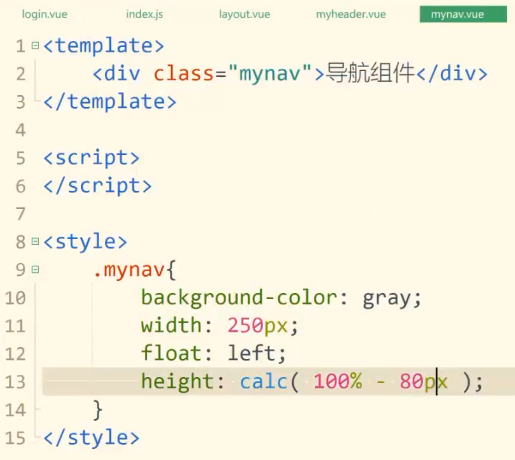 login.vue index.js layout.vue myheader.vue mynav.vue
1 <template>
2 <div class="mynav">导航组件</div>
3 </template>
4
5 <script>
6 </script>
7
8 <style>
9 .mynav{
10 background-color: gray;
11 width: 250px;
12 float: left;
13 height: calc( 100% - 80px );
14 }
15 </style>